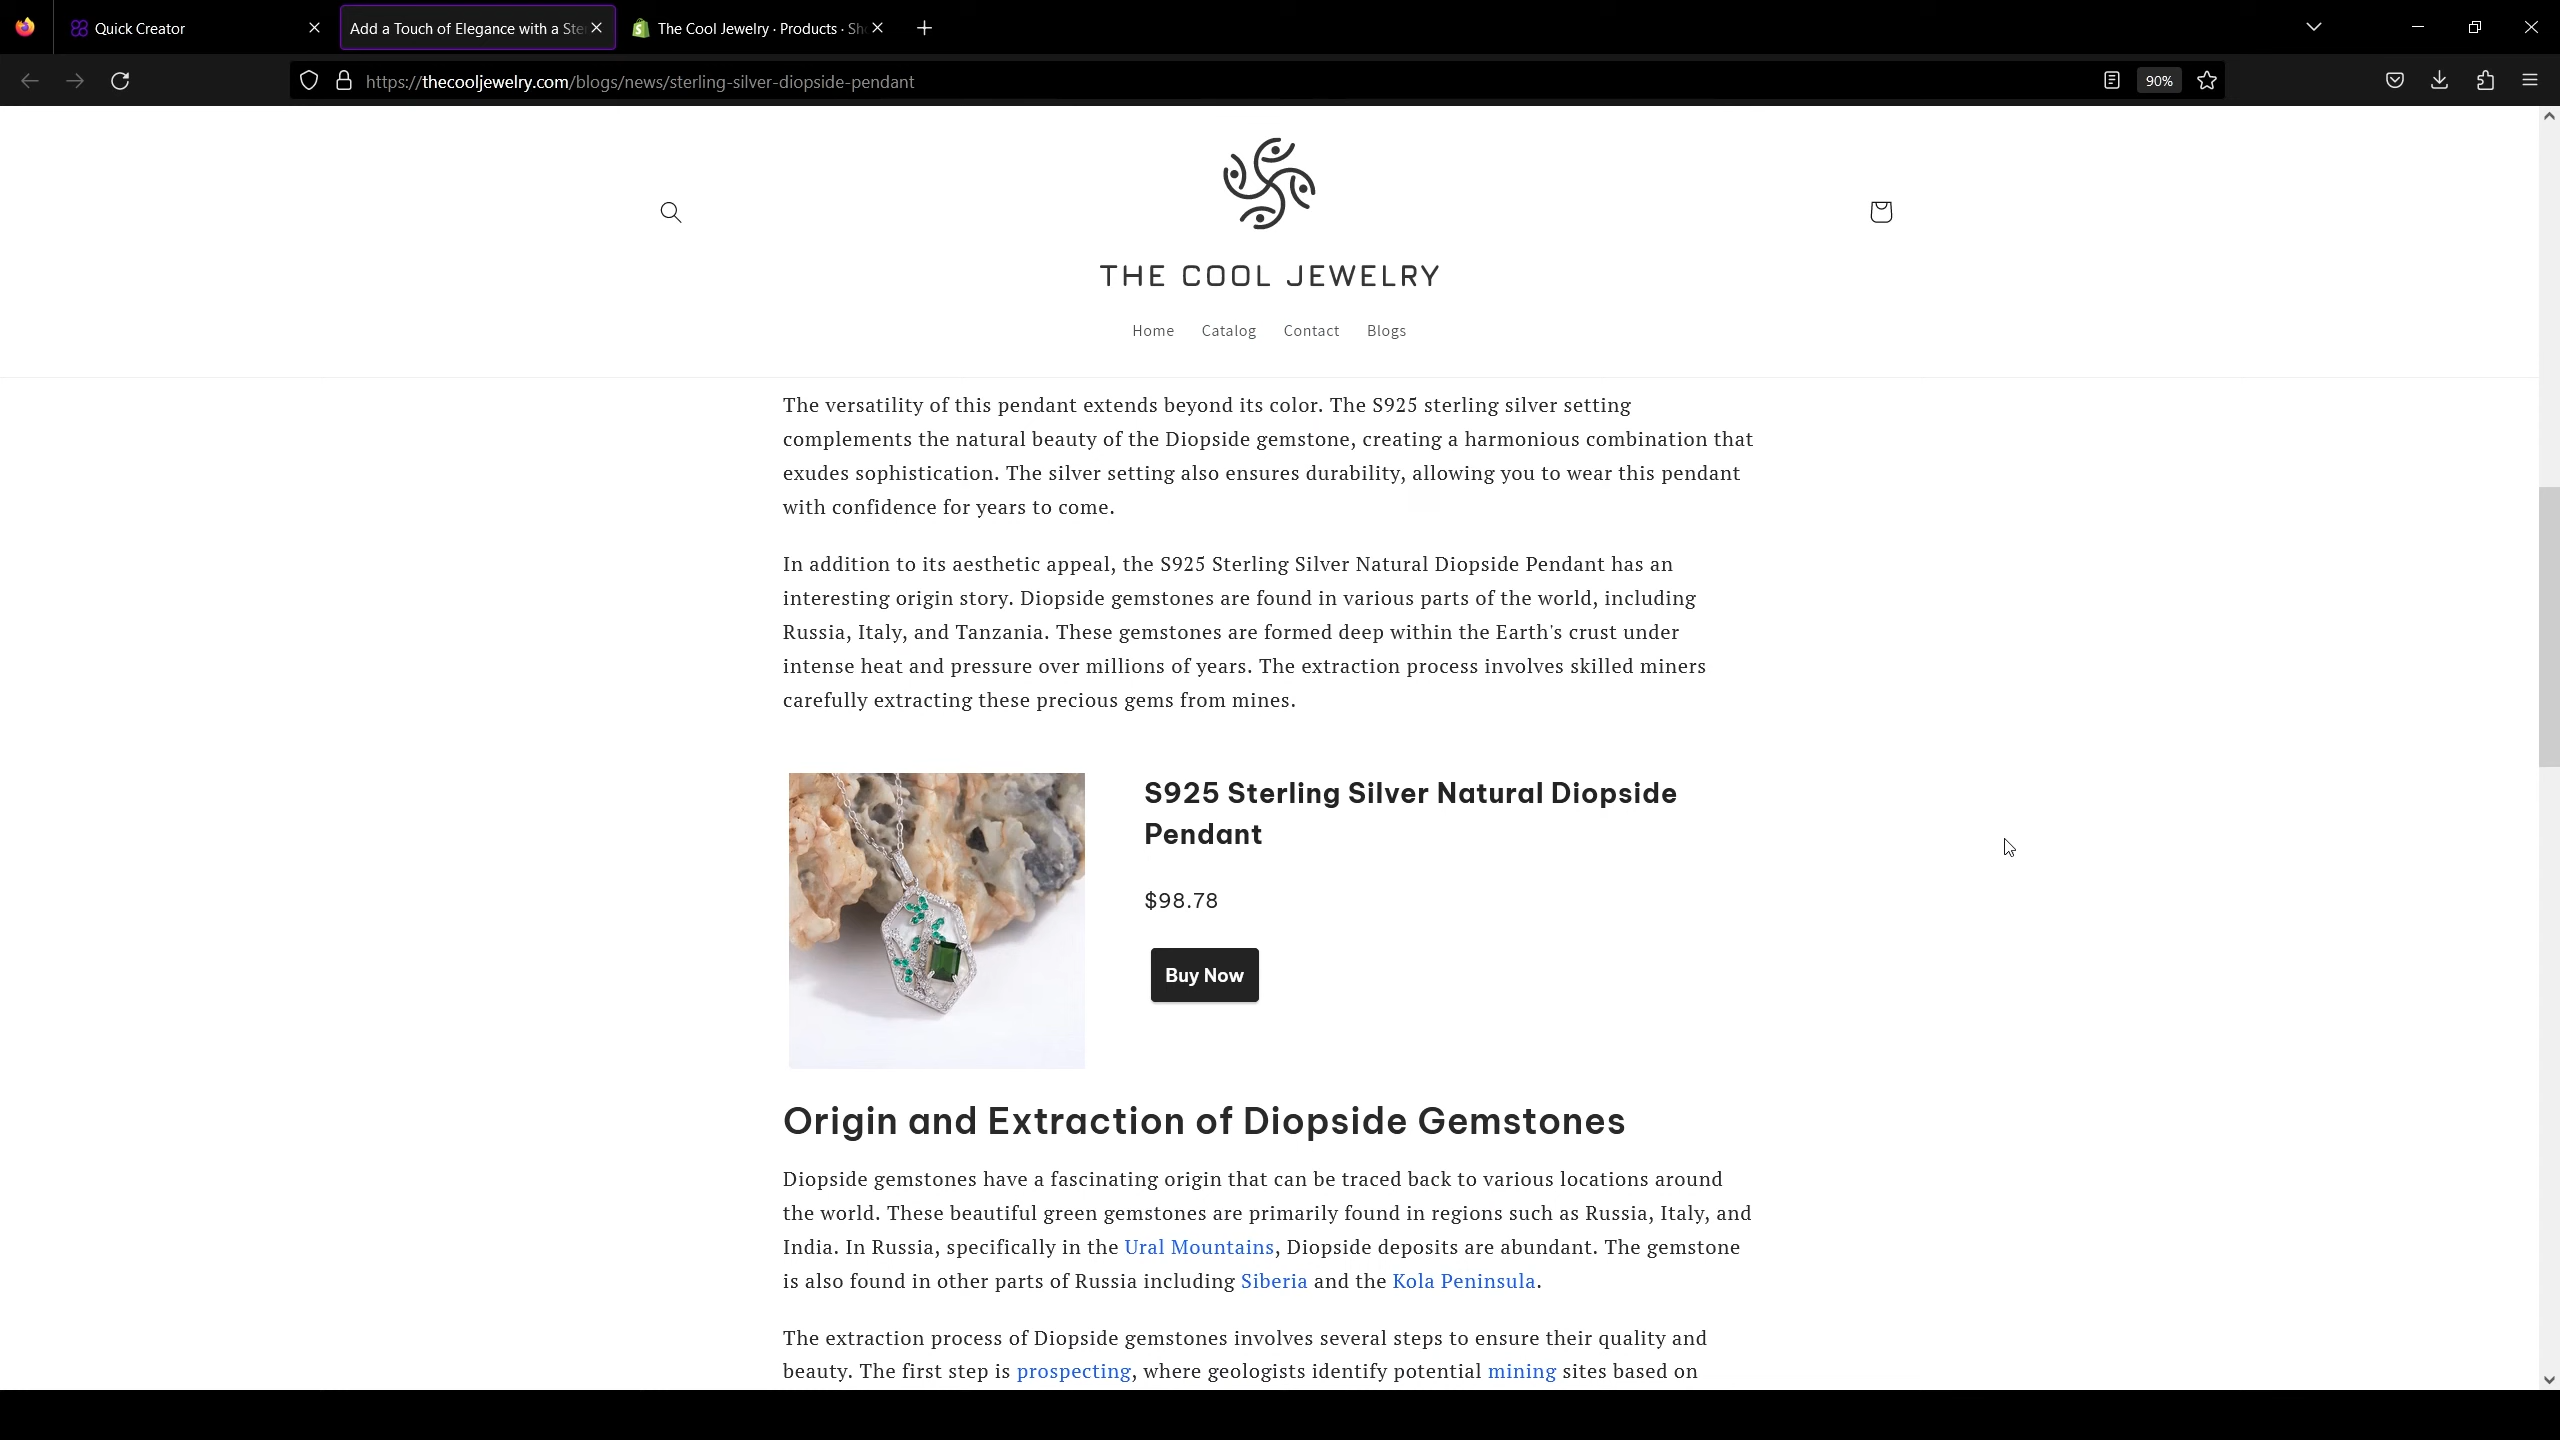 Quick Creator
Add a Touch of Elegance with a Ste
The Cool Jewelry · Products · Sh
https://thecooljewelry.com/blogs/news/sterling-silver-diopside-pendant
90%
THE COOL JEWELRY
Home Catalog Contact Blogs
The versatility of this pendant extends beyond its color. The S925 sterling silver setting
complements the natural beauty of the Diopside gemstone, creating a harmonious combination that
exudes sophistication. The silver setting also ensures durability, allowing you to wear this pendant
with confidence for years to come.
In addition to its aesthetic appeal, the S925 Sterling Silver Natural Diopside Pendant has an
interesting origin story. Diopside gemstones are found in various parts of the world, including
Russia, Italy, and Tanzania. These gemstones are formed deep within the Earth's crust under
intense heat and pressure over millions of years. The extraction process involves skilled miners
carefully extracting these precious gems from mines.
S925 Sterling Silver Natural Diopside
Pendant
$98.78
Buy Now
Origin and Extraction of Diopside Gemstones
Diopside gemstones have a fascinating origin that can be traced back to various locations around
the world. These beautiful green gemstones are primarily found in regions such as Russia, Italy, and
India. In Russia, specifically in the Ural Mountains, Diopside deposits are abundant. The gemstone
is also found in other parts of Russia including Siberia and the Kola Peninsula.
The extraction process of Diopside gemstones involves several steps to ensure their quality and
beauty. The first step is prospecting, where geologists identify potential mining sites based on